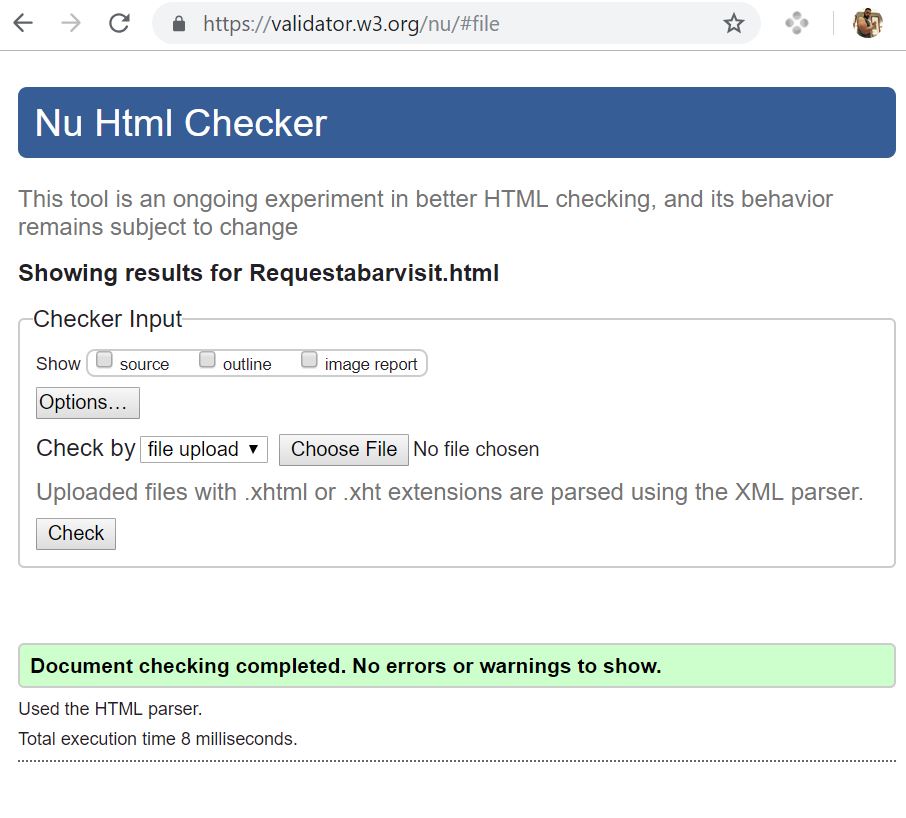 https://validator.w3.org/nu/#file
Nu Html Checker
This tool is an ongoing experiment in better HTML checking, and its behavior
remains subject to change
Showing results for Requestabarvisit.html
Checker Input
Show source outline image report
Options...
Check by file upload ▼ Choose File No file chosen
Uploaded files with .xhtml or .xht extensions are parsed using the XML parser.
Check
Document checking completed. No errors or warnings to show.
Used the HTML parser.
Total execution time 8 milliseconds.